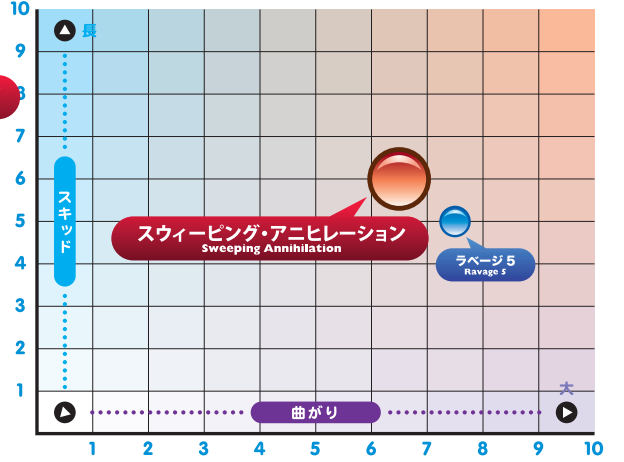 10
長
9
8
7
6
スキッド
5
スウィーピング・アニヒレーション
Sweeping Annihilation
ラベージ 5
Ravage 5
4
3
2
1
大
曲がり
1 2 3 4 5 6 7 8 9 10